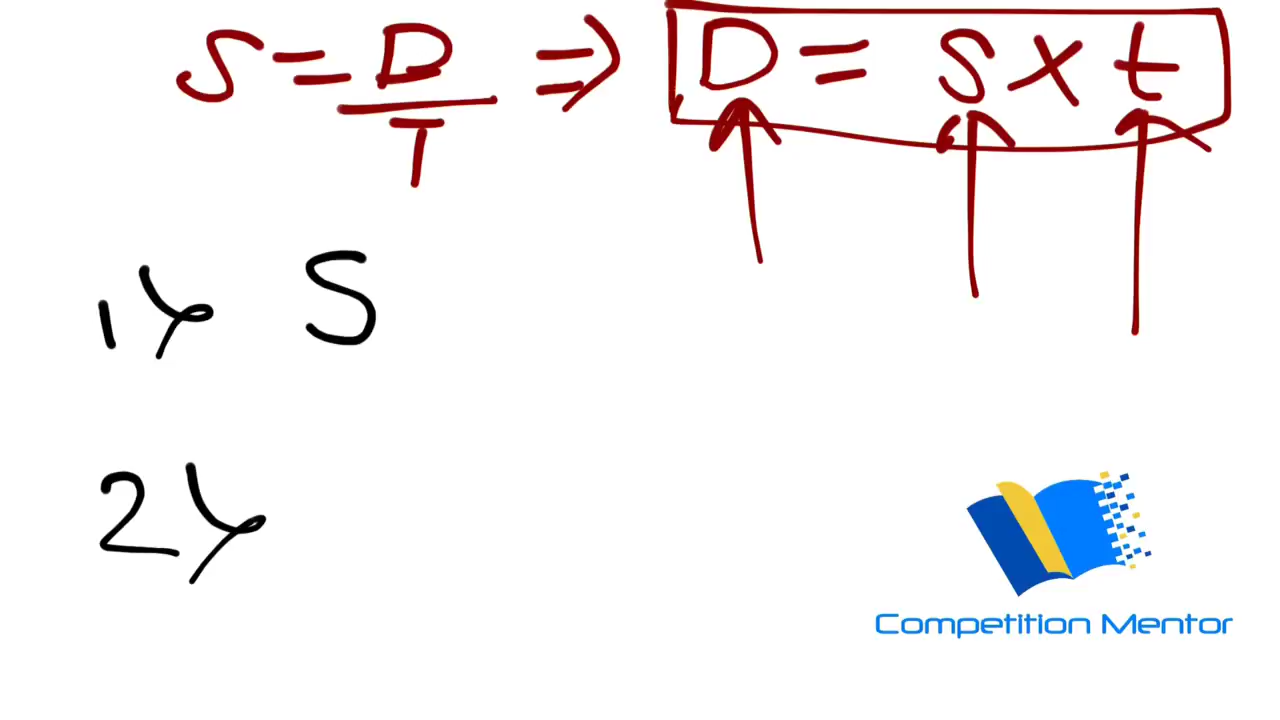 S = D/T ⇒ D = S × t
1) S
2)
Competition Mentor